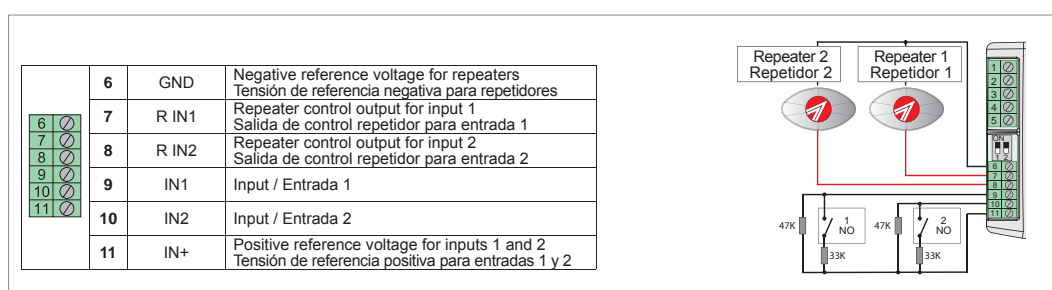 6 GND Negative reference voltage for repeaters
Tensión de referencia negativa para repetidores
7 R IN1 Repeater control output for input 1
Salida de control repetidor para entrada 1
8 R IN2 Repeater control output for input 2
Salida de control repetidor para entrada 2
9 IN1 Input / Entrada 1
10 IN2 Input / Entrada 2
11 IN+ Positive reference voltage for inputs 1 and 2
Tensión de referencia positiva para entradas 1 y 2
6
7
8
9
10
11
Repeater 2
Repetidor 2
Repeater 1
Repetidor 1
1
2
3
4
5
ON
1 2
6
7
8
9
10
11
47K
1
NO
33K
47K
2
NO
33K